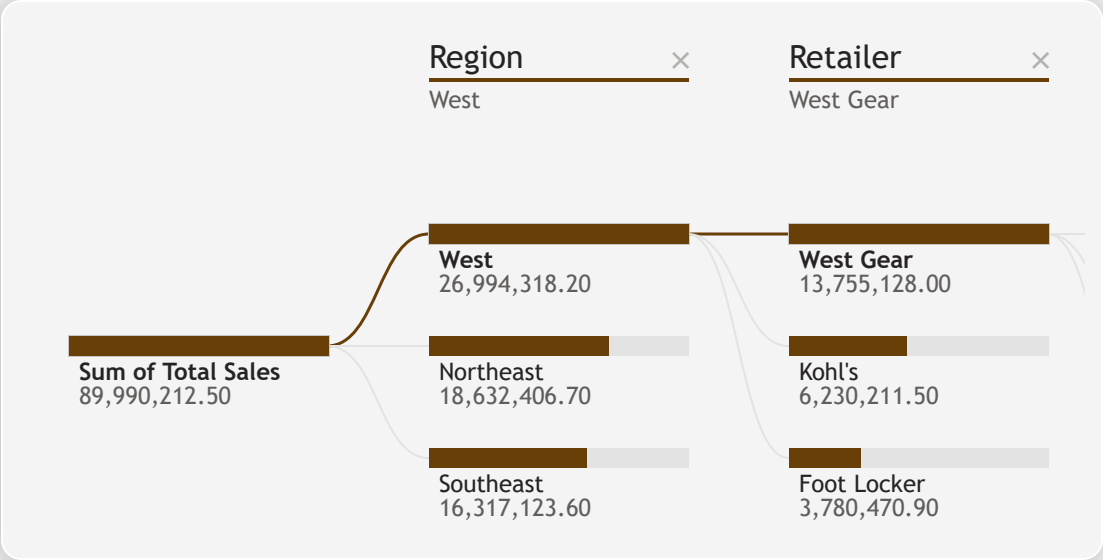 Region
West
Retailer
West Gear
Sum of Total Sales
89,990,212.50
West
26,994,318.20
Northeast
18,632,406.70
Southeast
16,317,123.60
West Gear
13,755,128.00
Kohl's
6,230,211.50
Foot Locker
3,780,470.90